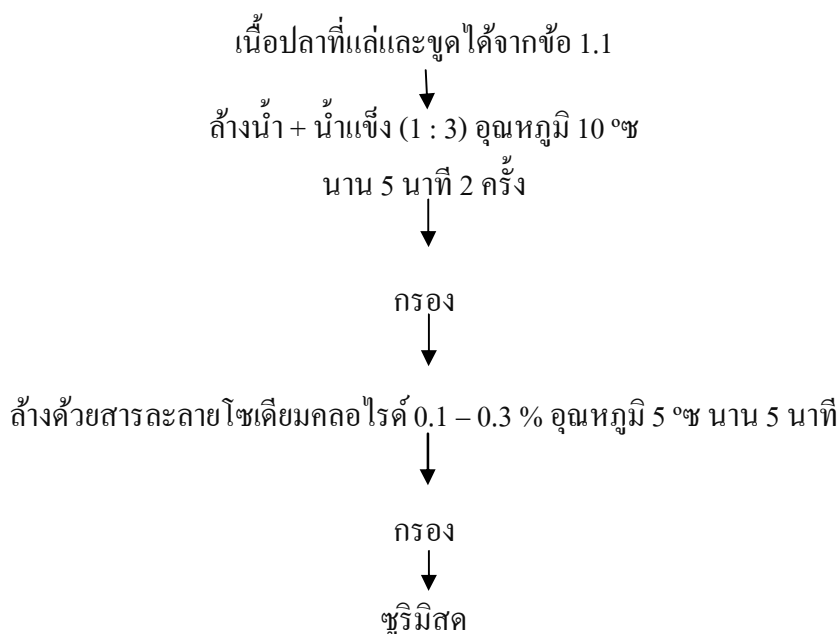 เนื้อปลาที่แล่และขูดได้จากข้อ 1.1
ล้างน้ำ + น้ำแข็ง (1 : 3) อุณหภูมิ 10 ºซ
นาน 5 นาที 2 ครั้ง
กรอง
ล้างด้วยสารละลายโซเดียมคลอไรด์ 0.1 – 0.3 % อุณหภูมิ 5 ºซ นาน 5 นาที
กรอง
ซูริมิสด